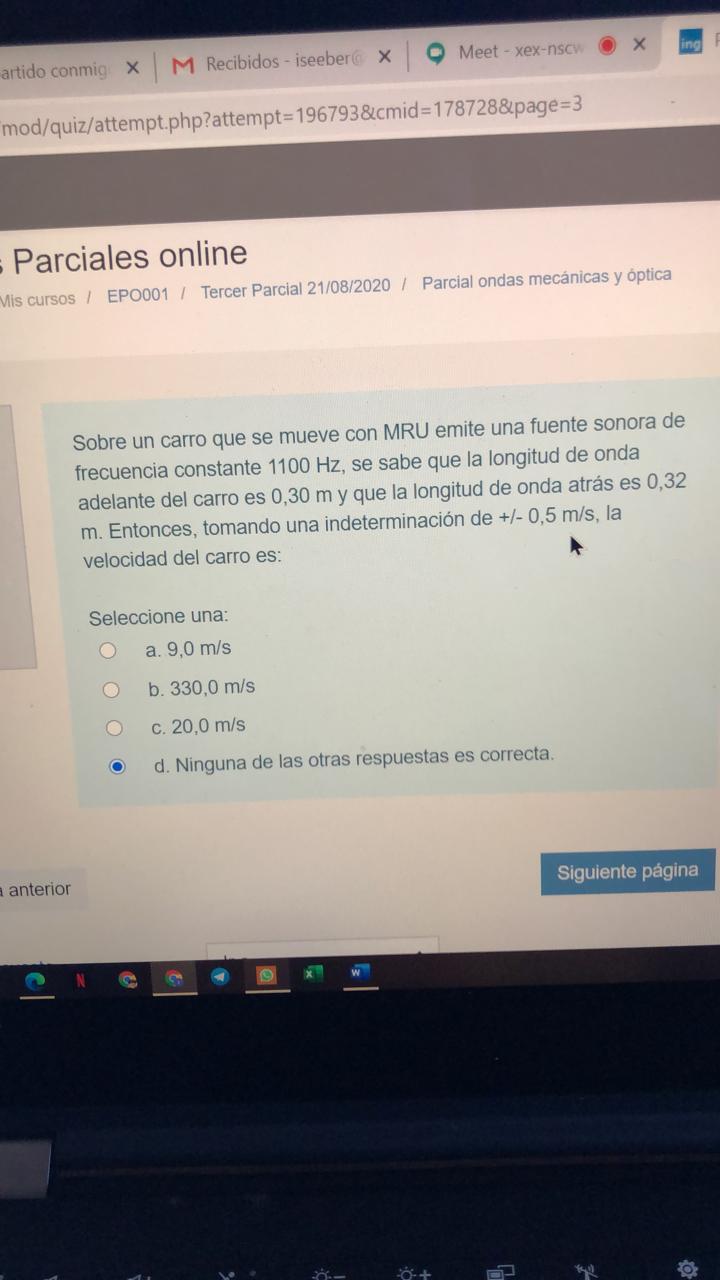 artido conmig
Recibidos - iseeber@
Meet - xex-nscw
ing
mod/quiz/attempt.php?attempt=196793&cmid=178728&page=3
s Parciales online
Mis cursos / EPO001 / Tercer Parcial 21/08/2020 / Parcial ondas mecánicas y óptica
Sobre un carro que se mueve con MRU emite una fuente sonora de
frecuencia constante 1100 Hz, se sabe que la longitud de onda
adelante del carro es 0,30 m y que la longitud de onda atrás es 0,32
m. Entonces, tomando una indeterminación de +/- 0,5 m/s, la
velocidad del carro es:
Seleccione una:
a. 9,0 m/s
b. 330,0 m/s
c. 20,0 m/s
d. Ninguna de las otras respuestas es correcta.
a anterior
Siguiente página